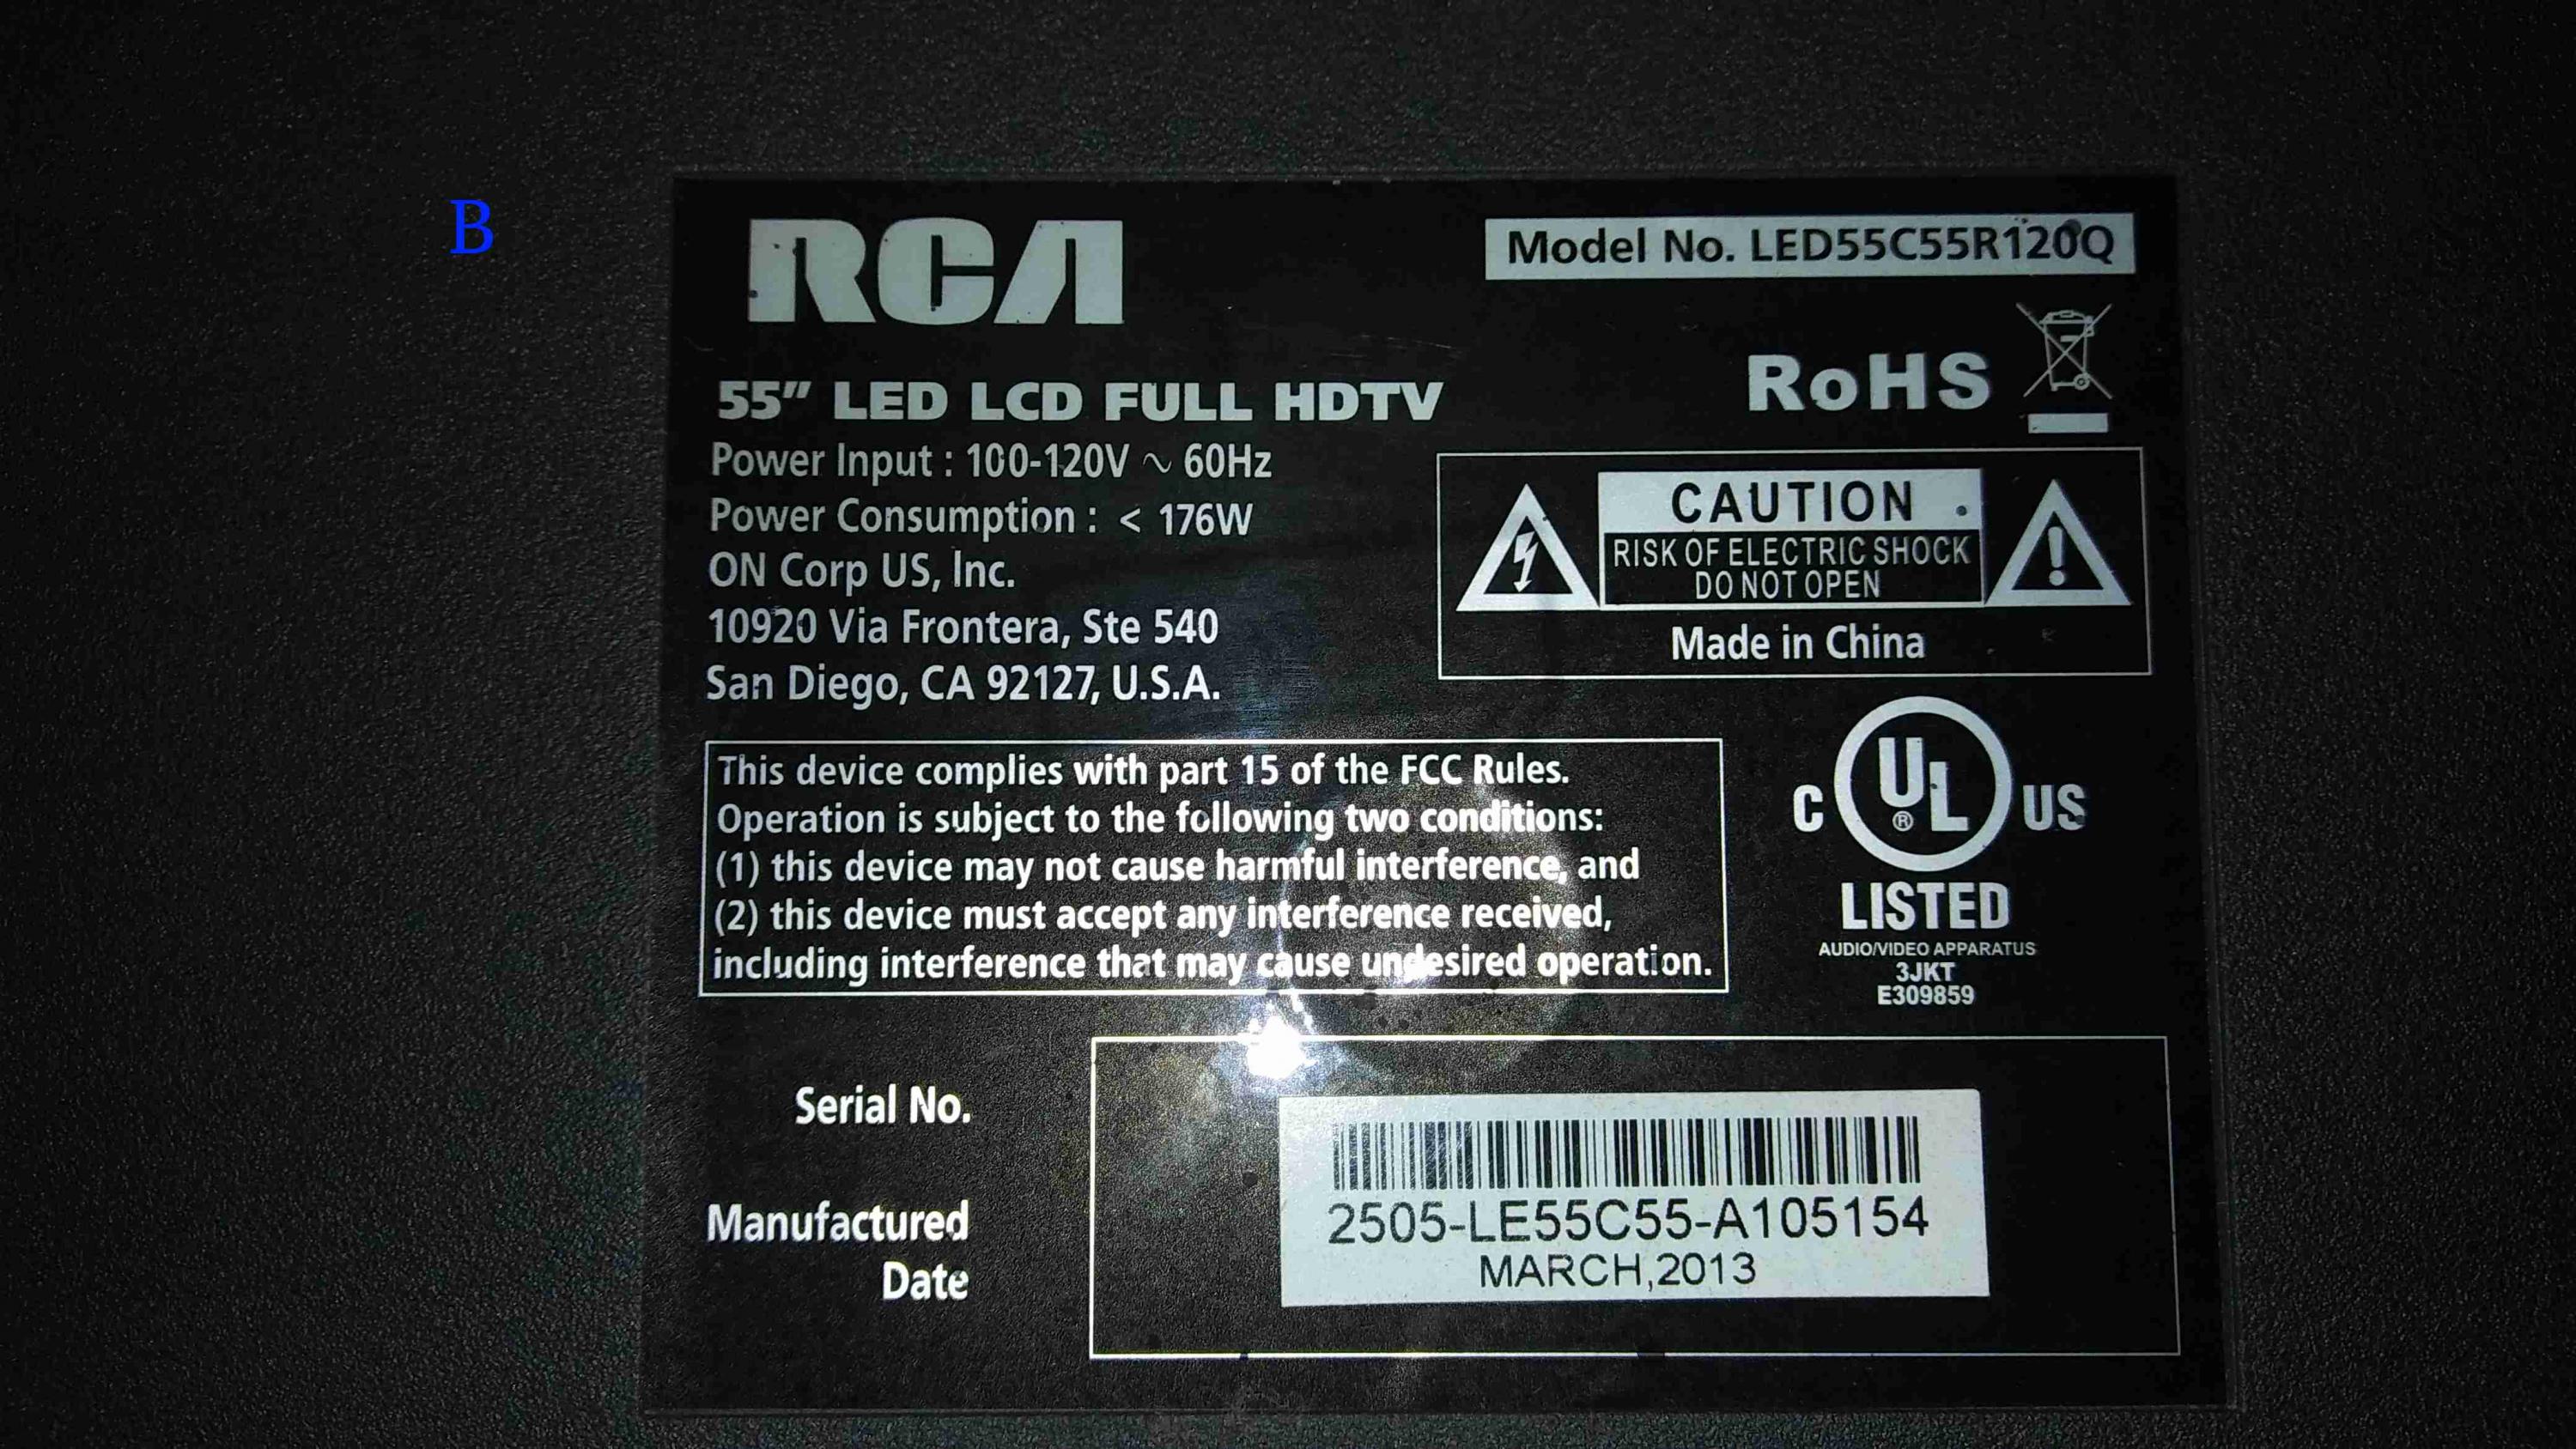 B
RCA
Model No. LED55C55R120Q
RoHS
55" LED LCD FULL HDTV
Power Input : 100-120V ~ 60Hz
Power Consumption : < 176W
ON Corp US, Inc.
10920 Via Frontera, Ste 540
San Diego, CA 92127, U.S.A.
CAUTION
RISK OF ELECTRIC SHOCK
DO NOT OPEN
Made in China
This device complies with part 15 of the FCC Rules.
Operation is subject to the following two conditions:
(1) this device may not cause harmful interference, and
(2) this device must accept any interference received,
including interference that may cause undesired operation.
C UL ® US
LISTED
AUDIO/VIDEO APPARATUS
3JKT
E309859
Serial No.
2505-LE55C55-A105154
Manufactured
Date
MARCH,2013